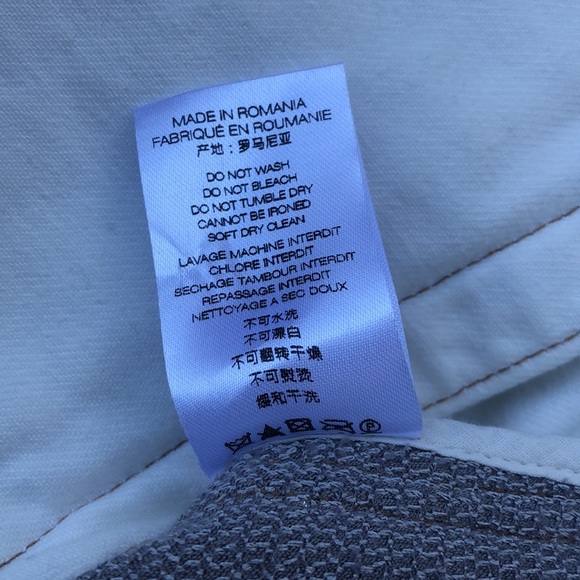 MADE IN ROMANIA
FABRIQUÉ EN ROUMANIE
产地：罗马尼亚
DO NOT WASH
DO NOT BLEACH
DO NOT TUMBLE DRY
CANNOT BE IRONED
SOFT DRY CLEAN
LAVAGE MACHINE INTERDIT
CHLORE INTERDIT
SECHAGE TAMBOUR INTERDIT
REPASSAGE INTERDIT
NETTOYAGE A SEC DOUX
不可水洗
不可漂白
不可翻转干燥
不可熨烫
缓和干洗
P